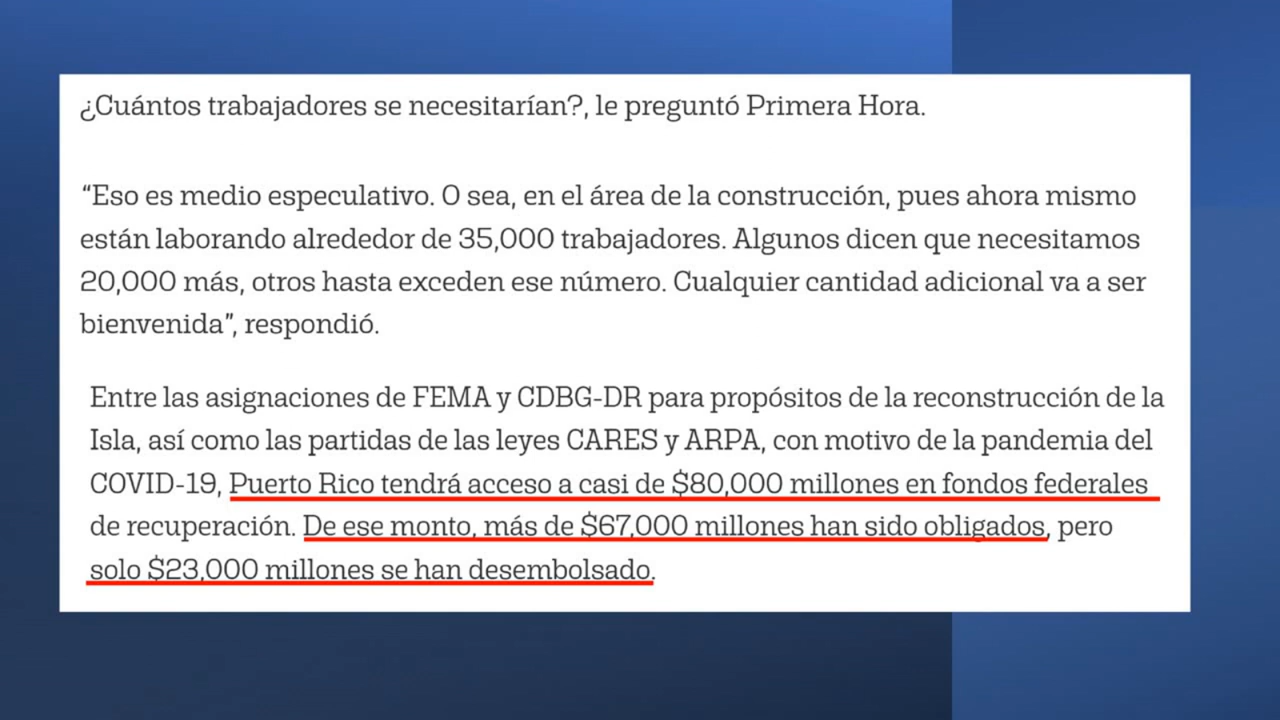 ¿Cuántos trabajadores se necesitarían?, le preguntó Primera Hora.
“Eso es medio especulativo. O sea, en el área de la construcción, pues ahora mismo
están laborando alrededor de 35,000 trabajadores. Algunos dicen que necesitamos
20,000 más, otros hasta exceden ese número. Cualquier cantidad adicional va a ser
bienvenida”, respondió.
Entre las asignaciones de FEMA y CDBG-DR para propósitos de la reconstrucción de la
Isla, así como las partidas de las leyes CARES y ARPA, con motivo de la pandemia del
COVID-19, Puerto Rico tendrá acceso a casi de $80,000 millones en fondos federales
de recuperación. De ese monto, más de $67,000 millones han sido obligados, pero
solo $23,000 millones se han desembolsado.